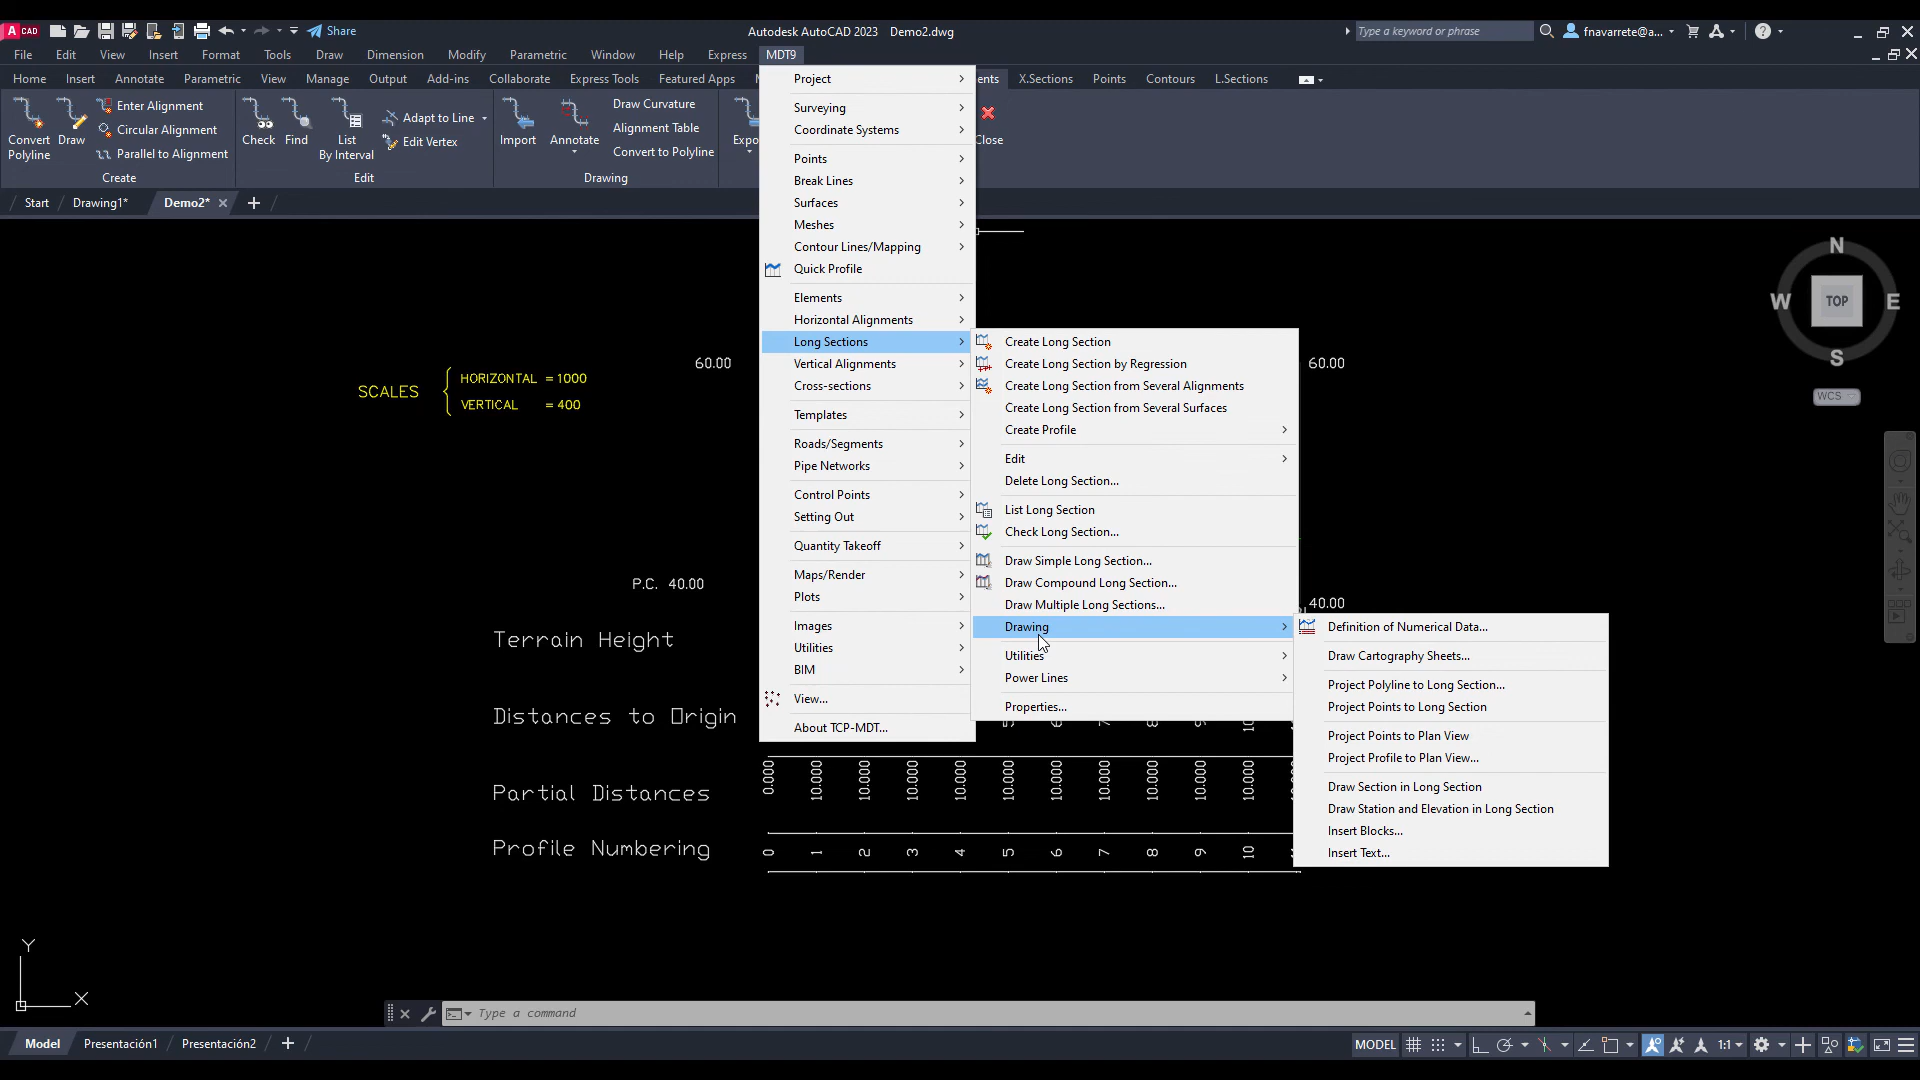 A CAD
Share
Autodesk AutoCAD 2023 Demo2.dwg
Type a keyword or phrase
fnavarrete@a...
File Edit View Insert Format Tools Draw Dimension Modify Parametric Window Help Express MDT9
Home Insert Annotate Parametric View Manage Output Add-ins Collaborate Express Tools Featured Apps
ents X.Sections Points Contours L.Sections
Convert Polyline
Draw
Enter Alignment
Circular Alignment
Parallel to Alignment
Create
Check
Find
List By Interval
Adapt to Line
Edit Vertex
Edit
Import
Annotate
Draw Curvature
Alignment Table
Convert to Polyline
Drawing
Expo
Close
Start Drawing1* Demo2*
Project
Surveying
Coordinate Systems
Points
Break Lines
Surfaces
Meshes
Contour Lines/Mapping
Quick Profile
Elements
Horizontal Alignments
Long Sections
Vertical Alignments
Cross-sections
Templates
Roads/Segments
Pipe Networks
Control Points
Setting Out
Quantity Takeoff
Maps/Render
Plots
Images
Utilities
BIM
View...
About TCP-MDT...
Create Long Section
Create Long Section by Regression
Create Long Section from Several Alignments
Create Long Section from Several Surfaces
Create Profile
Edit
Delete Long Section...
List Long Section
Check Long Section...
Draw Simple Long Section...
Draw Compound Long Section...
Draw Multiple Long Sections...
Drawing
Utilities
Power Lines
Properties...
Definition of Numerical Data...
Draw Cartography Sheets...
Project Polyline to Long Section...
Project Points to Long Section
Project Points to Plan View
Project Profile to Plan View...
Draw Section in Long Section
Draw Station and Elevation in Long Section
Insert Blocks...
Insert Text...
N
W TOP E
S
WCS
60.00 60.00
SCALES
HORIZONTAL =1000
VERTICAL =400
P.C. 40.00 40.00
Terrain Height
Distances to Origin
Partial Distances
0.000 10.000 10.000 10.000 10.000 10.000 10.000 10.000 10.000 10.000 10.000
Profile Numbering
0 1 2 3 4 5 6 7 8 9 10
Y
X
Type a command
Model Presentación1 Presentación2
MODEL 1:1